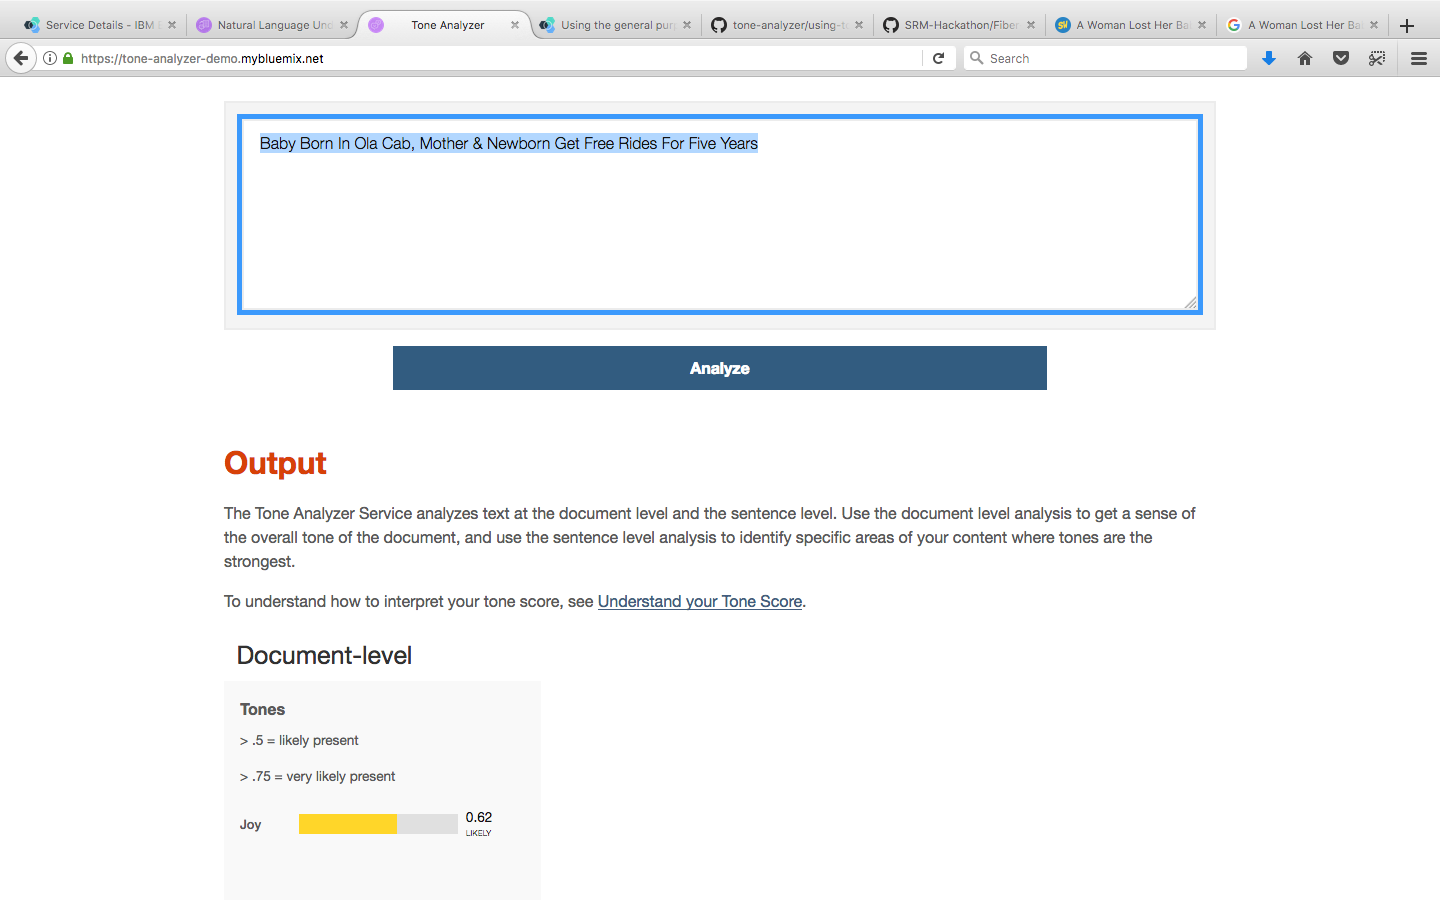 Service Details - IBM
Natural Language Und
Tone Analyzer
Using the general purp
tone-analyzer/using-t
SRM-Hackathon/Fiber
A Woman Lost Her Ba
A Woman Lost Her Ba
https://tone-analyzer-demo.mybluemix.net
Search
Baby Born In Ola Cab, Mother & Newborn Get Free Rides For Five Years
Analyze
Output
The Tone Analyzer Service analyzes text at the document level and the sentence level. Use the document level analysis to get a sense of
the overall tone of the document, and use the sentence level analysis to identify specific areas of your content where tones are the
strongest.
To understand how to interpret your tone score, see Understand your Tone Score.
Document-level
Tones
> .5 = likely present
> .75 = very likely present
Joy
0.62
LIKELY